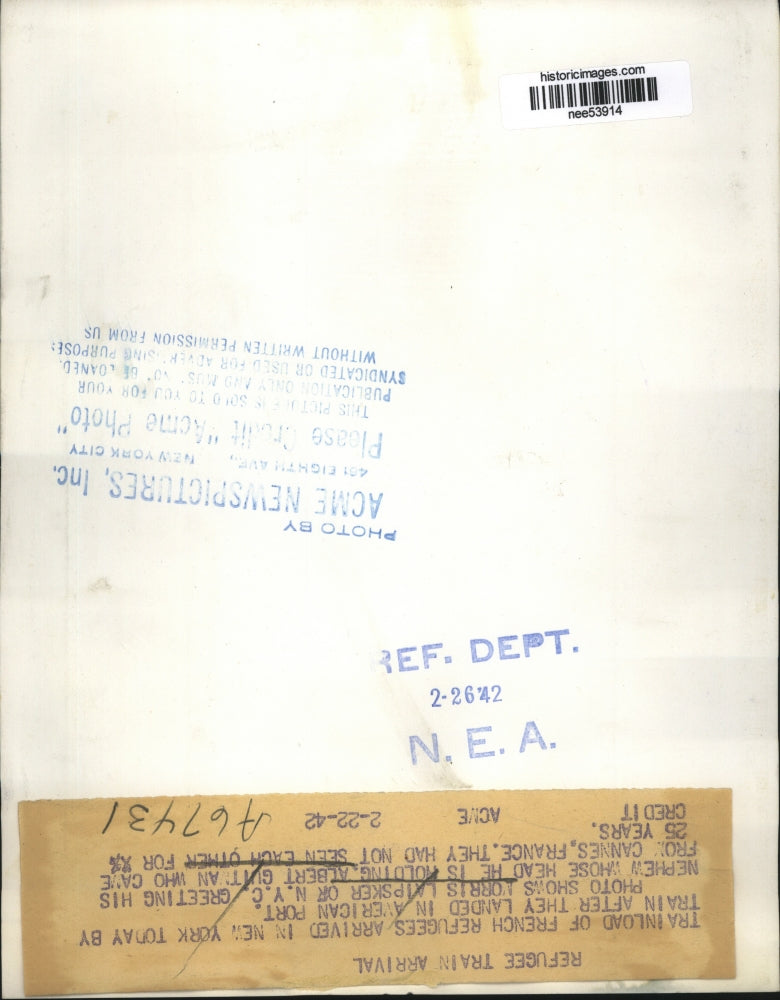 historicimages.com
nee53914
PHOTO BY
ACME NEWSPICTURES, Inc.
461 EIGHTH AVE., NEW YORK CITY
Please Credit "Acme Photo"
THIS PICTURE IS SOLD TO YOU FOR YOUR
PUBLICATION ONLY AND MUST NOT BE LOANED,
SYNDICATED OR USED FOR ADVERTISING PURPOSES
WITHOUT WRITTEN PERMISSION FROM US
REF. DEPT.
2-26'42
N. E. A.
REFUGEE TRAIN ARRIVAL
TRAINLOAD OF FRENCH REFUGEES ARRIVED IN NEW YORK TODAY BY
TRAIN AFTER THEY LANDED IN AMERICAN PORT.
PHOTO SHOWS MORRIS LAIPSKER OF N.Y.C. GREETING HIS
NEPHEW WHOSE HEAD HE IS HOLDING, ALBERT GUITMAN WHO CAME
FROM CANNES, FRANCE. THEY HAD NOT SEEN EACH OTHER FOR
25 YEARS.
CREDIT ACME 2-22-42 A67431